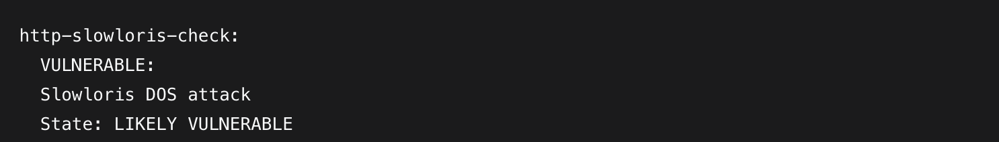 http-slowloris-check:
VULNERABLE:
Slowloris DOS attack
State: LIKELY VULNERABLE